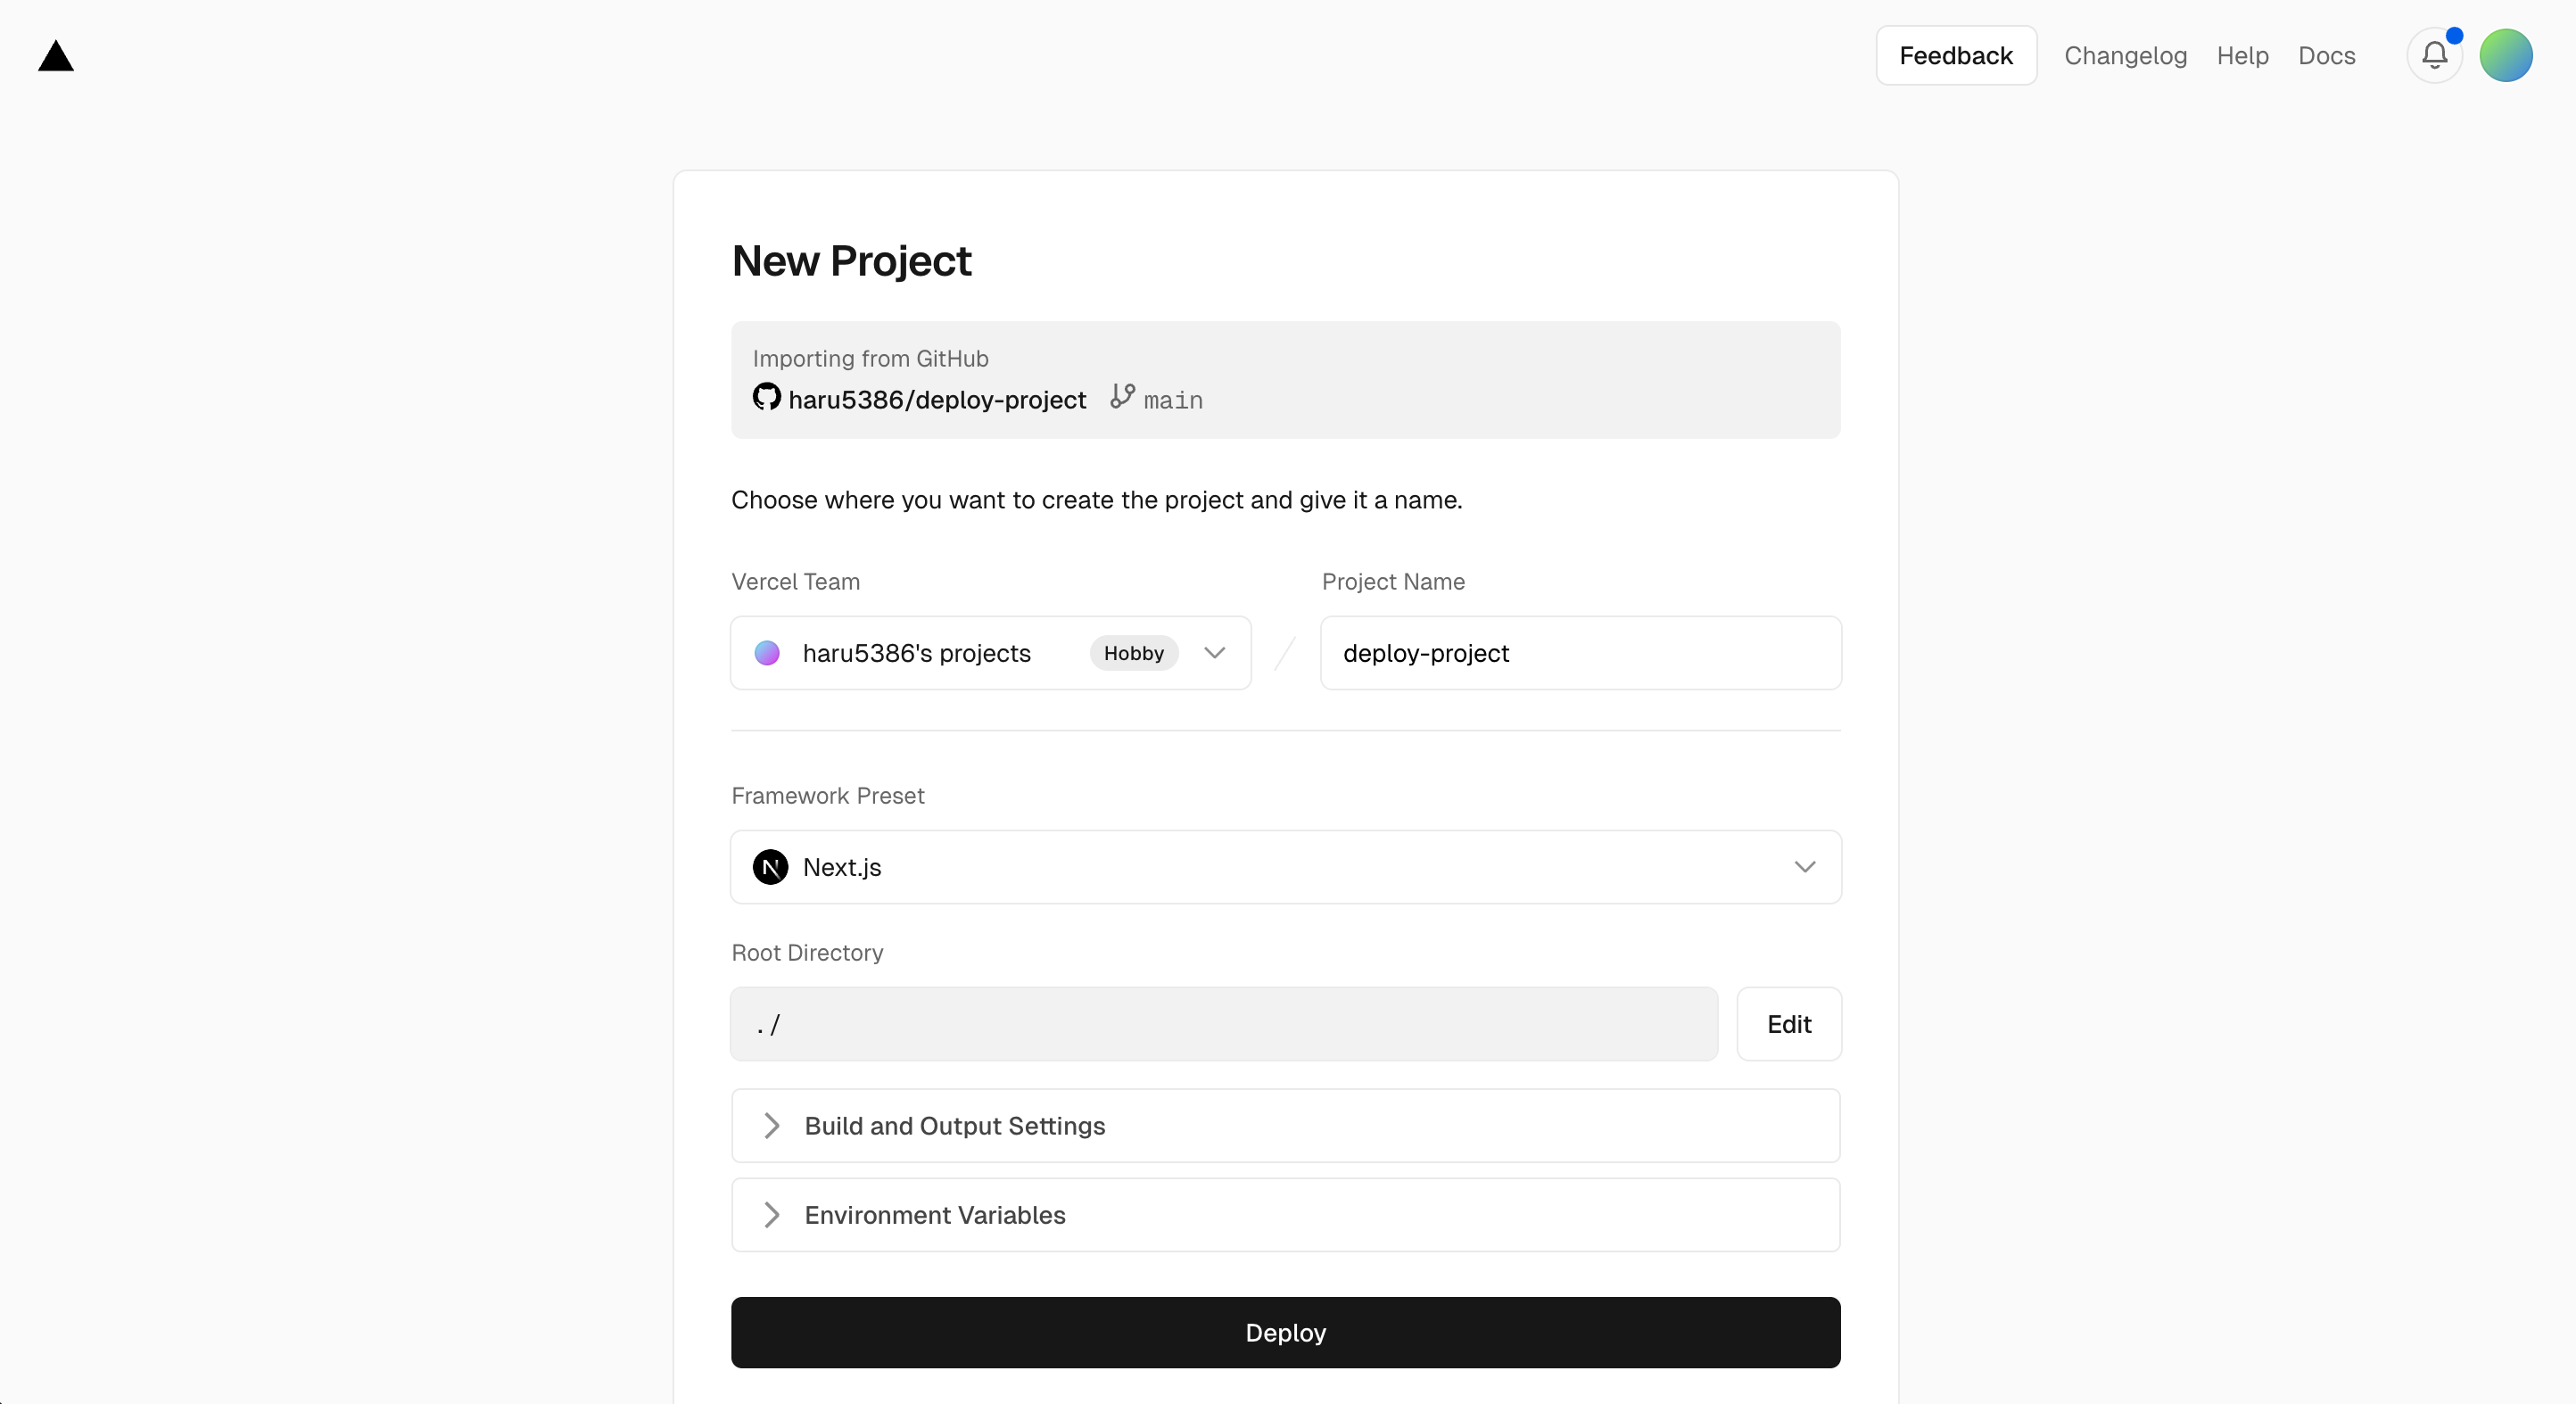 Feedback
Changelog
Help
Docs
New Project
Importing from GitHub
haru5386/deploy-project main
Choose where you want to create the project and give it a name.
Vercel Team
Project Name
haru5386's projects
Hobby
deploy-project
Framework Preset
N Next.js
Root Directory
./
Edit
Build and Output Settings
Environment Variables
Deploy